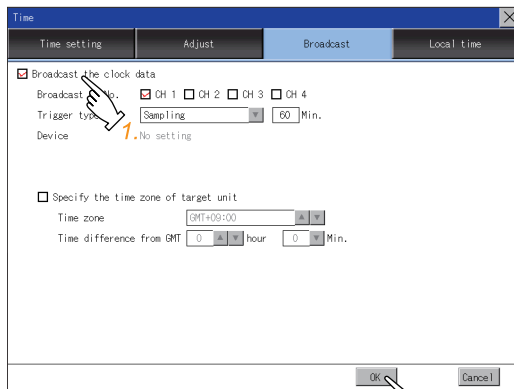 Time
Time setting Adjust Broadcast Local time
Broadcast the clock data
Broadcast No. CH 1 CH 2 CH 3 CH 4
Trigger type Sampling 60 Min.
1.
Device No setting
Specify the time zone of target unit
Time zone GMT+09:00
Time difference from GMT 0 hour 0 Min.
OK Cancel